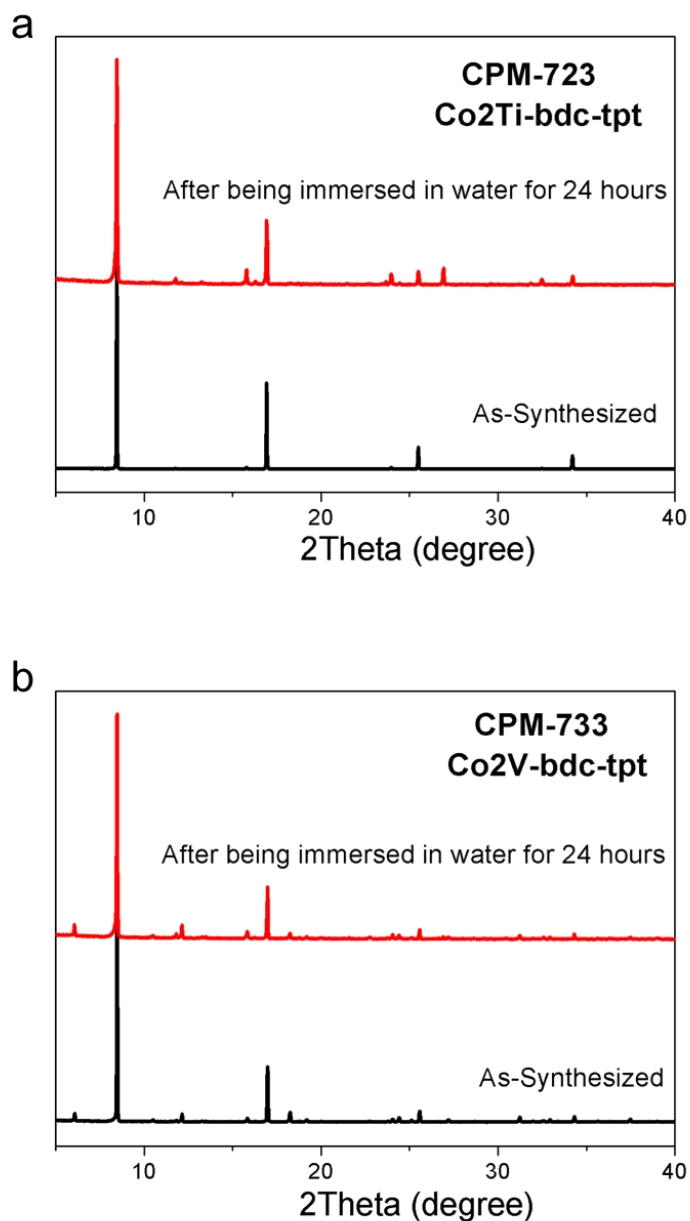 a
CPM-723
Co2Ti-bdc-tpt
After being immersed in water for 24 hours
As-Synthesized
10
20
30
40
2Theta (degree)
b
CPM-733
Co2V-bdc-tpt
After being immersed in water for 24 hours
As-Synthesized
10
20
30
40
2Theta (degree)